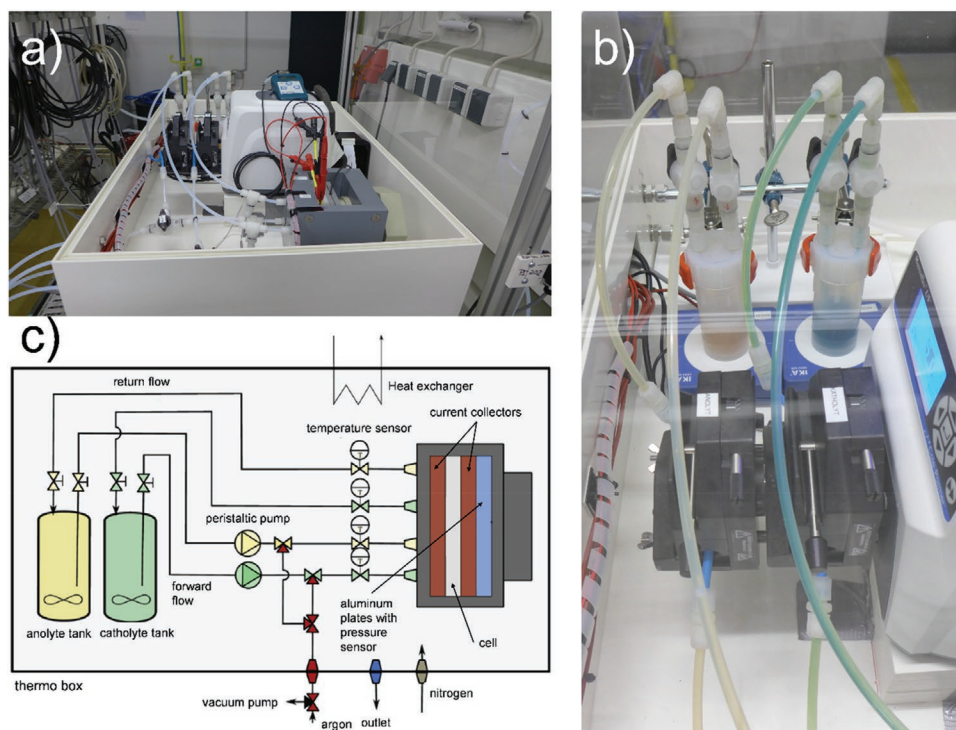 a)
b)
c)
Heat exchanger
return flow
current collectors
temperature sensor
peristaltic pump
forward
flow
anolyte tank
catholyte tank
aluminum
plates with
pressure
sensor
cell
thermo box
vacuum pump
argon
outlet
nitrogen
IKA
IKA